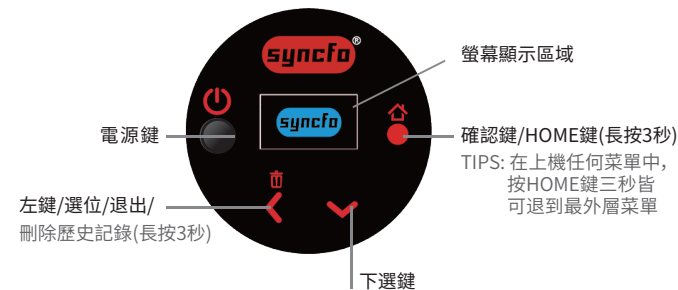 syncfo®
螢幕顯示區域
syncfo
電源鍵
確認鍵/HOME鍵(長按3秒)
TIPS: 在上機任何菜單中,
按HOME鍵三秒皆
可退到最外層菜單
左鍵/選位/退出/
刪除歷史記錄(長按3秒)
下選鍵